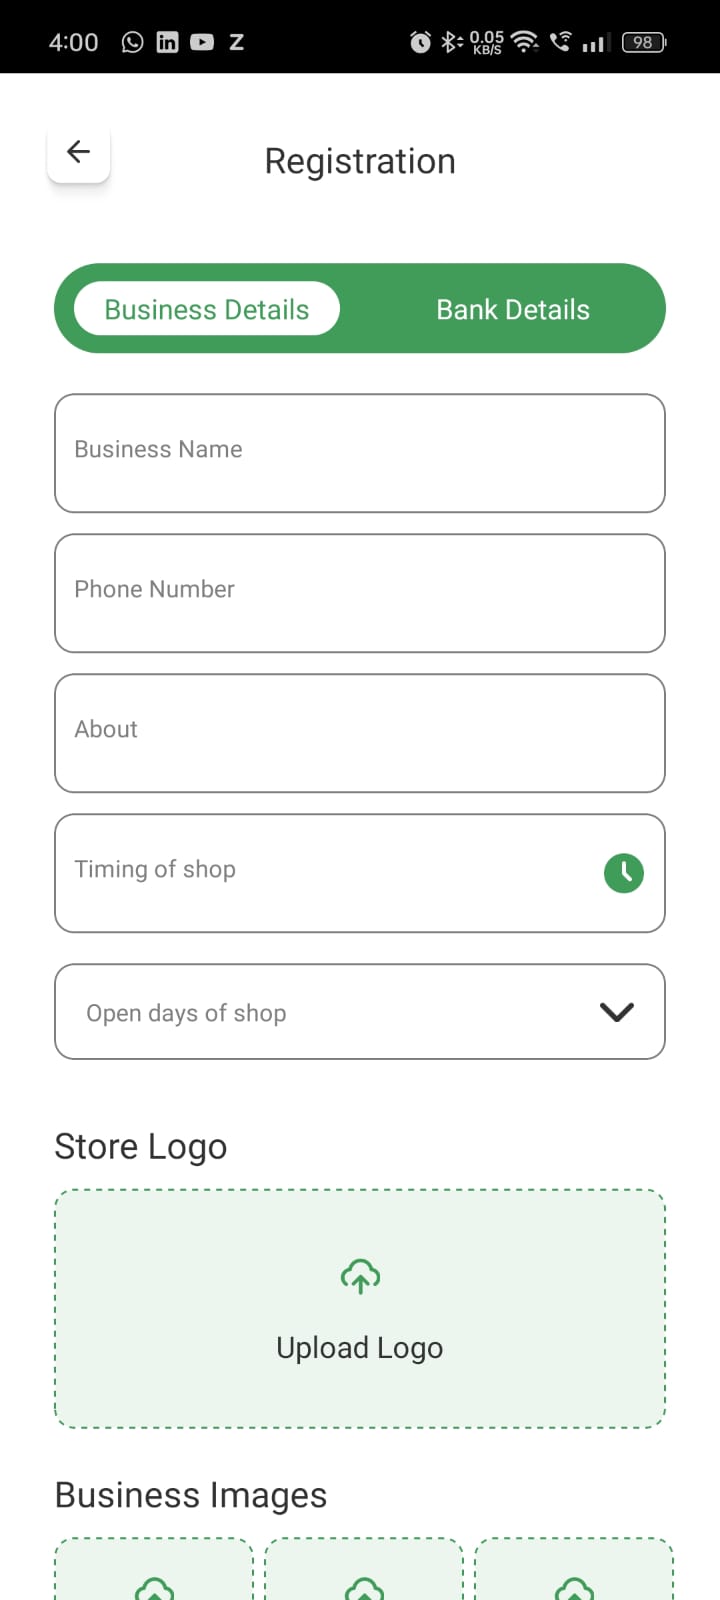 4:00 in Z 0.05 KB/S 98
Registration
Business Details Bank Details
Business Name
Phone Number
About
Timing of shop
Open days of shop
Store Logo
Upload Logo
Business Images